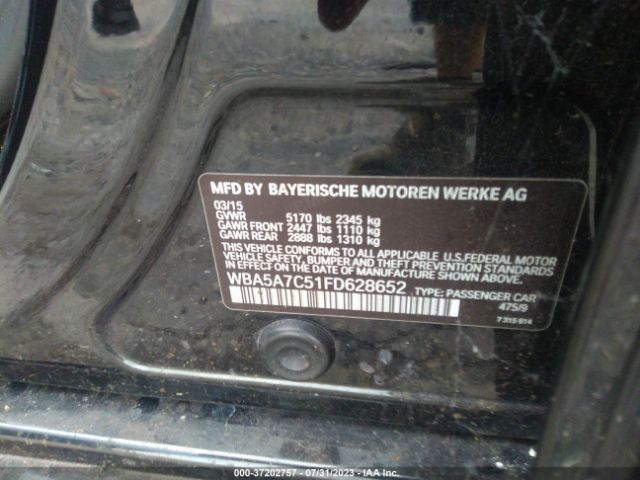 MFD BY BAYERISCHE MOTOREN WERKE AG
03/15
GVWR 5170 lbs 2345 kg
GAWR FRONT 2447 lbs 1110 kg
GAWR REAR 2888 lbs 1310 kg
THIS VEHICLE CONFORMS TO ALL APPLICABLE U.S.FEDERAL MOTOR
VEHICLE SAFETY, BUMPER AND THEFT PREVENTION STANDARDS
IN EFFECT ON THE DATE OF MANUFACTURE SHOWN ABOVE.
WBA5A7C51FD628652 TYPE: PASSENGER CAR
475/9
7 315 814
000-37202757 - 07/31/2023 - IAA Inc.